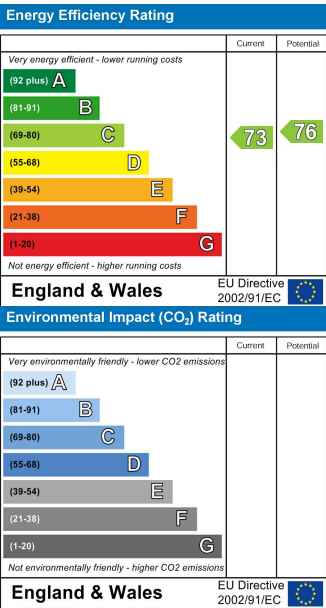 Energy Efficiency Rating
Current Potential
Very energy efficient - lower running costs
(92 plus) A
(81-91) B
(69-80) C
(55-68) D
(39-54) E
(21-38) F
(1-20) G
73
76
Not energy efficient - higher running costs
England & Wales
EU Directive
2002/91/EC
Environmental Impact (CO₂) Rating
Current Potential
Very environmentally friendly - lower CO2 emissions
(92 plus) A
(81-91) B
(69-80) C
(55-68) D
(39-54) E
(21-38) F
(1-20) G
Not environmentally friendly - higher CO2 emissions
England & Wales
EU Directive
2002/91/EC